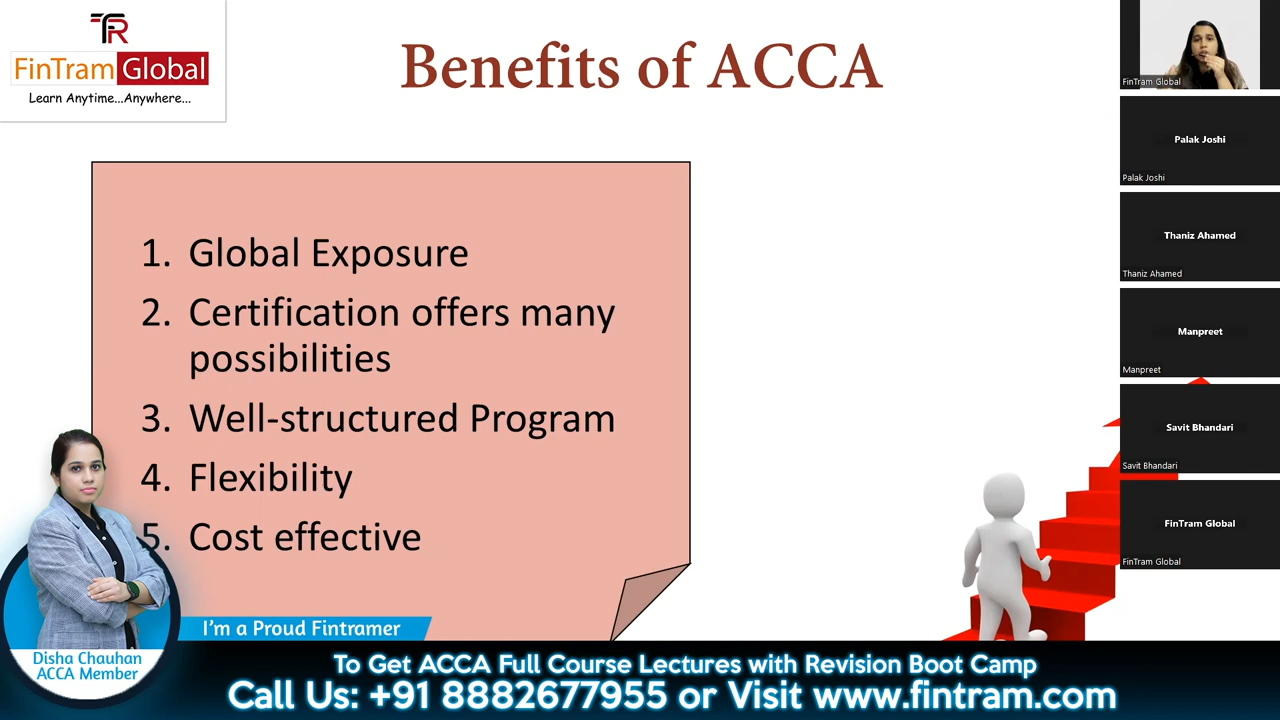 FR
FinTram Global
Learn Anytime...Anywhere...
Benefits of ACCA
1. Global Exposure
2. Certification offers many
possibilities
3. Well-structured Program
4. Flexibility
5. Cost effective
FinTram Global
Palak Joshi
Palak Joshi
Thaniz Ahamed
Thaniz Ahamed
Manpreet
Manpreet
Savit Bhandari
Savit Bhandari
FinTram Global
FinTram Global
I'm a Proud Fintramer
Disha Chauhan
ACCA Member
To Get ACCA Full Course Lectures with Revision Boot Camp
Call Us: +91 8882677955 or Visit www.fintram.com